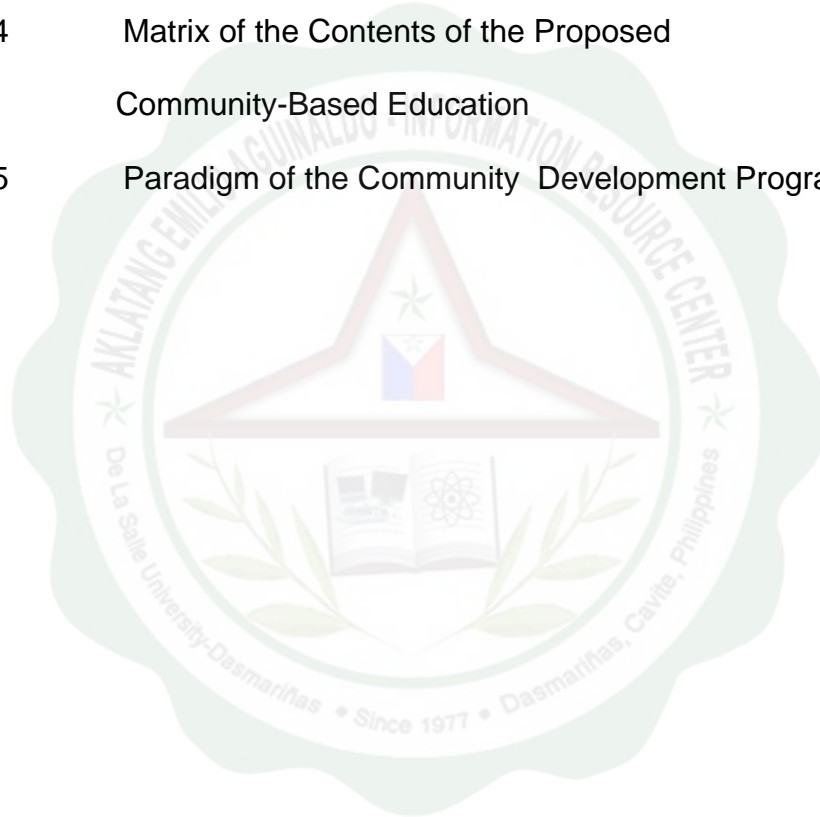 4 Matrix of the Contents of the Proposed
Community-Based Education
5 Paradigm of the Community Development Progra
AKLATANG EMILIO AGUINALDO - INFORMATION RESOURCE CENTER
De La Salle University-Dasmariñas • Since 1977 • Dasmariñas, Cavite, Philippines